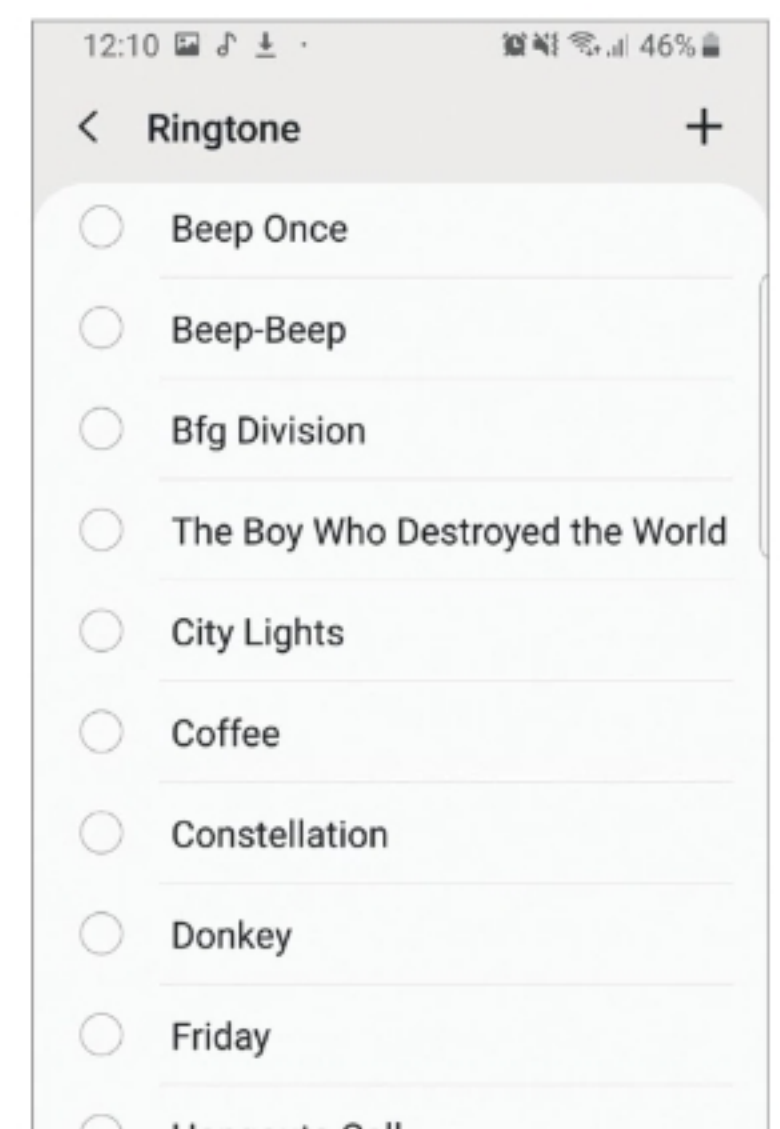 12:10 46%
Ringtone
Beep Once
Beep-Beep
Bfg Division
The Boy Who Destroyed the World
City Lights
Coffee
Constellation
Donkey
Friday